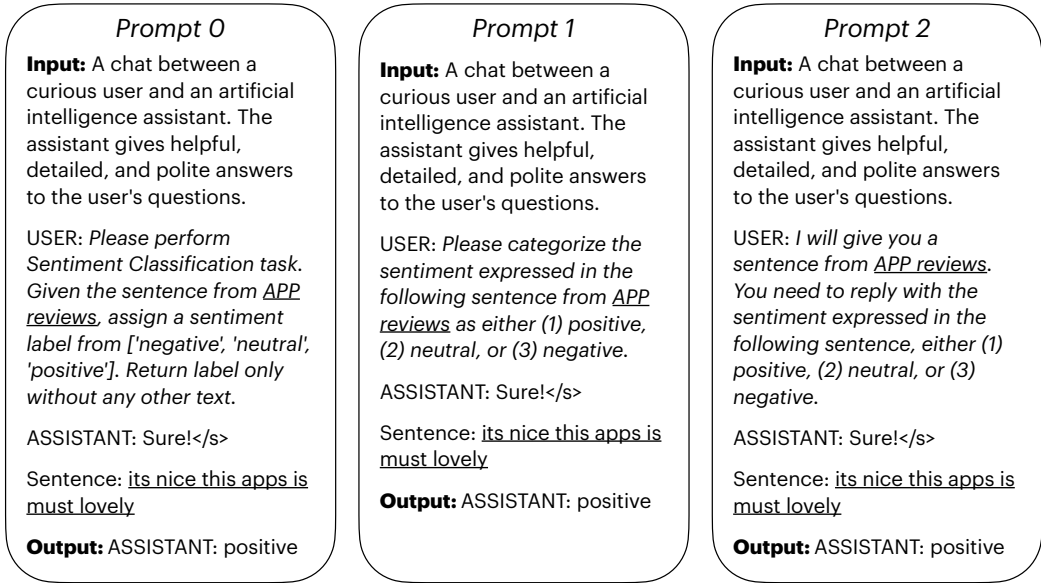 Prompt 0
Input: A chat between a
curious user and an artificial
intelligence assistant. The
assistant gives helpful,
detailed, and polite answers
to the user's questions.
USER: Please perform
Sentiment Classification task.
Given the sentence from APP
reviews, assign a sentiment
label from ['negative', 'neutral',
'positive']. Return label only
without any other text.
ASSISTANT: Sure!</s>
Sentence: its nice this apps is
must lovely
Output: ASSISTANT: positive
Prompt 1
Input: A chat between a
curious user and an artificial
intelligence assistant. The
assistant gives helpful,
detailed, and polite answers
to the user's questions.
USER: Please categorize the
sentiment expressed in the
following sentence from APP
reviews as either (1) positive,
(2) neutral, or (3) negative.
ASSISTANT: Sure!</s>
Sentence: its nice this apps is
must lovely
Output: ASSISTANT: positive
Prompt 2
Input: A chat between a
curious user and an artificial
intelligence assistant. The
assistant gives helpful,
detailed, and polite answers
to the user's questions.
USER: I will give you a
sentence from APP reviews.
You need to reply with the
sentiment expressed in the
following sentence, either (1)
positive, (2) neutral, or (3)
negative.
ASSISTANT: Sure!</s>
Sentence: its nice this apps is
must lovely
Output: ASSISTANT: positive